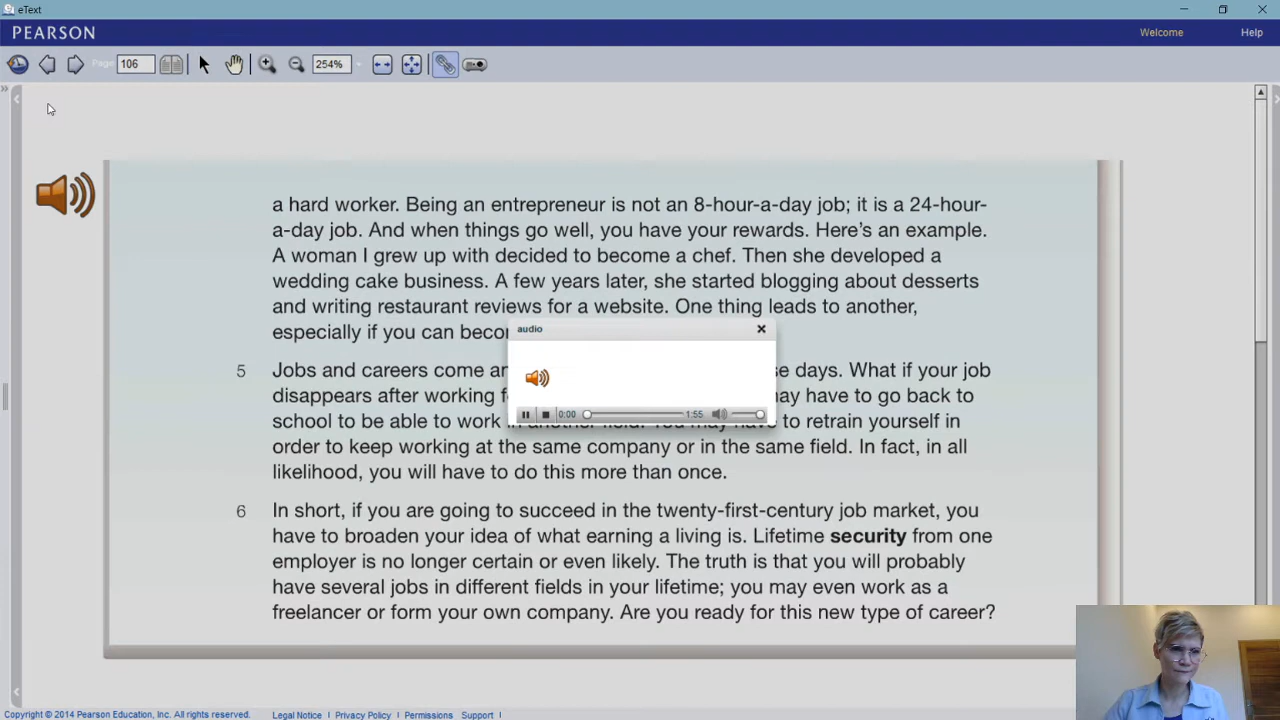 eText
PEARSON
Welcome
Help
Page: 106
254%
a hard worker. Being an entrepreneur is not an 8-hour-a-day job; it is a 24-hour-
a-day job. And when things go well, you have your rewards. Here's an example.
A woman I grew up with decided to become a chef. Then she developed a
wedding cake business. A few years later, she started blogging about desserts
and writing restaurant reviews for a website. One thing leads to another,
especially if you can
audio
5 Jobs and careers come
days. What if your job
disappears after working
may have to go back to
0:00
1:55
school to be able to work
to retrain yourself in
order to keep working at the same company or in the same field. In fact, in all
likelihood, you will have to do this more than once.
6 In short, if you are going to succeed in the twenty-first-century job market, you
have to broaden your idea of what earning a living is. Lifetime security from one
employer is no longer certain or even likely. The truth is that you will probably
have several jobs in different fields in your lifetime; you may even work as a
freelancer or form your own company. Are you ready for this new type of career?
Copyright © 2014 Pearson Education, Inc. All rights reserved. Legal Notice | Privacy Policy | Permissions Support |